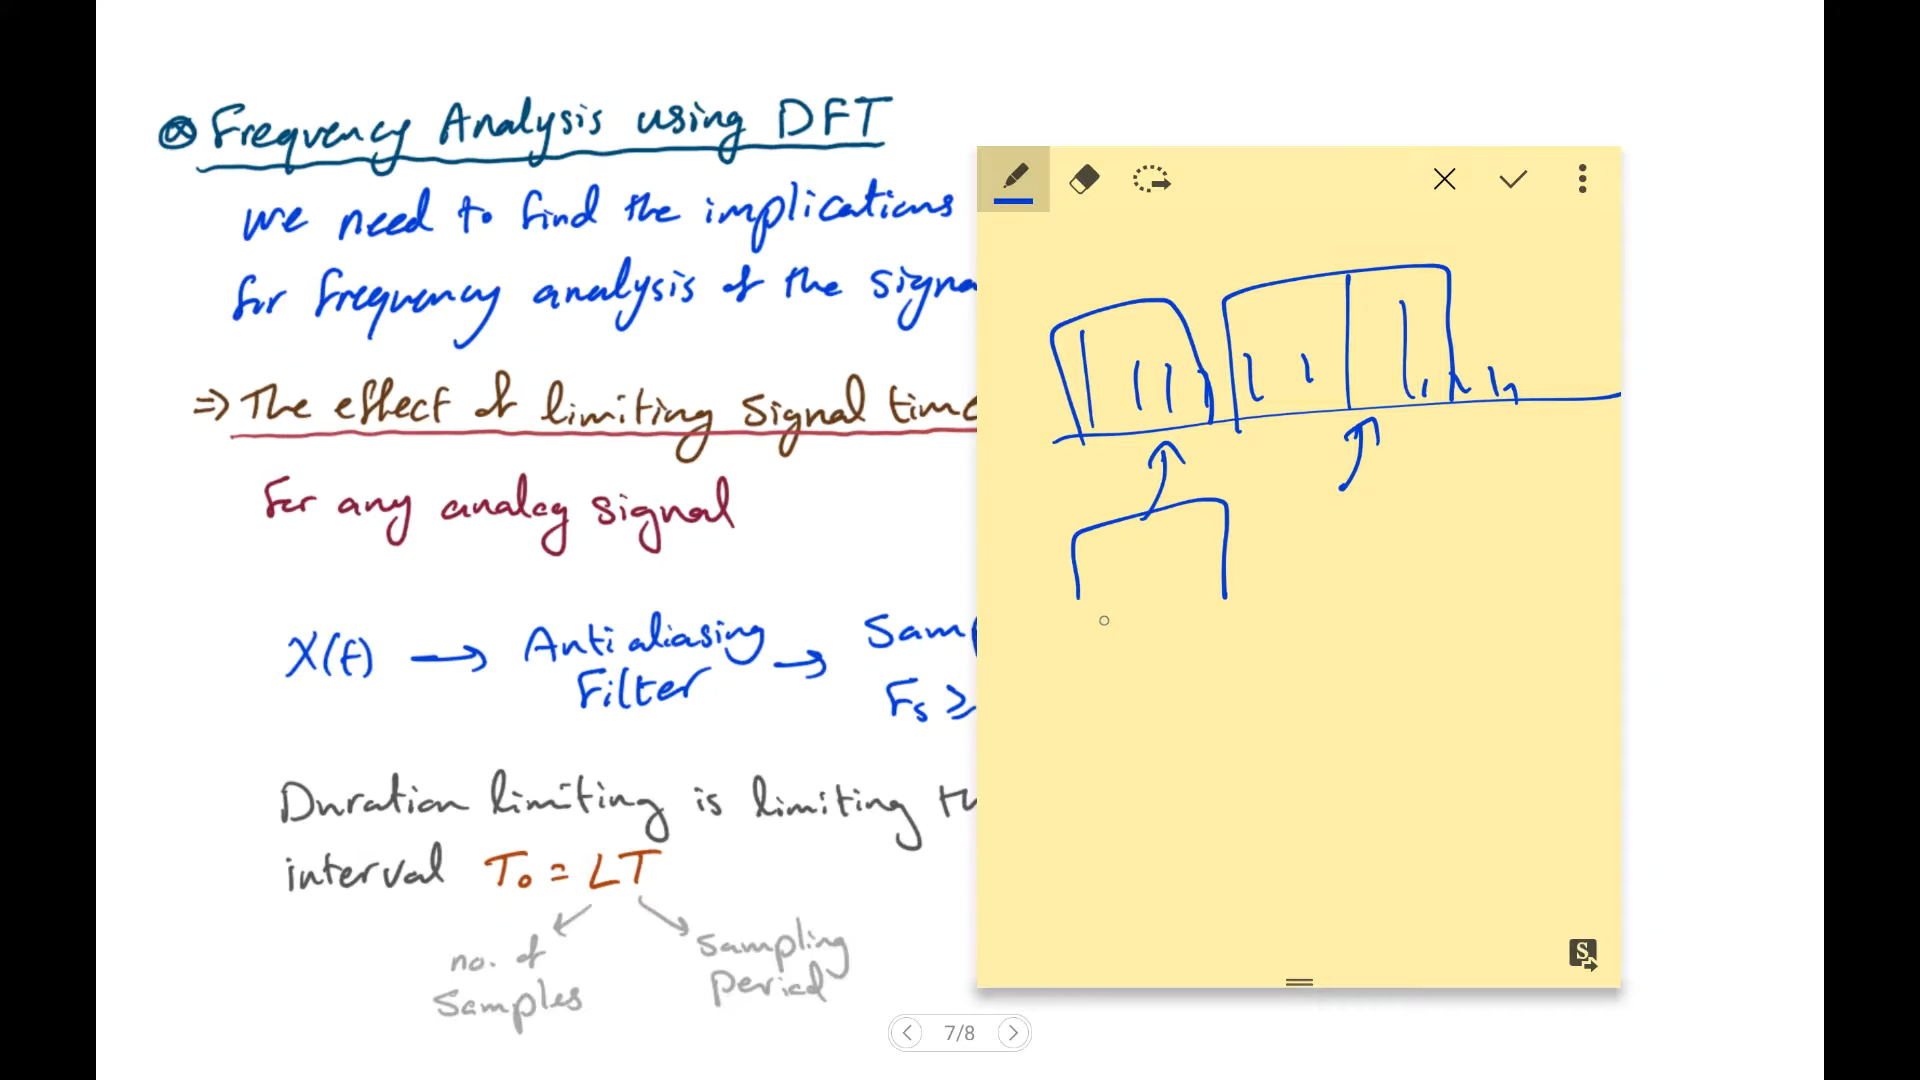 ⊗ Frequency Analysis using DFT
we need to find the implications
for frequency analysis of the signa
⇒ The effect of limiting signal time
For any analog signal
X(t) → Anti aliasing Filter → Sam
Fs ≥
Duration limiting is limiting th
interval T₀ = LT
no. of Samples
Sampling Period
S
7/8